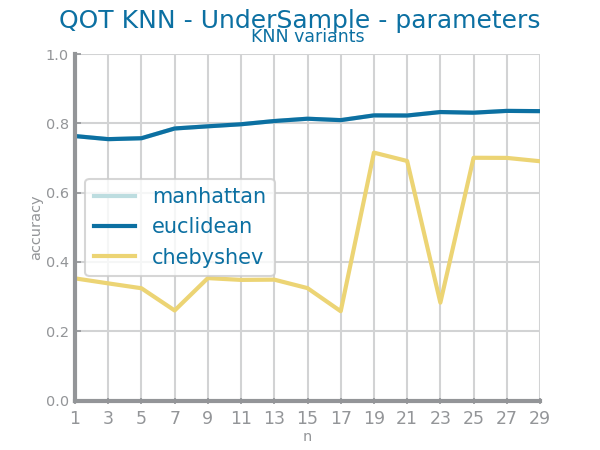 QOT KNN - UnderSample - parameters
KNN variants
1.0
0.8
0.6
0.4
0.2
0.0
accuracy
manhattan
euclidean
chebyshev
1 3 5 7 9 11 13 15 17 19 21 23 25 27 29
n